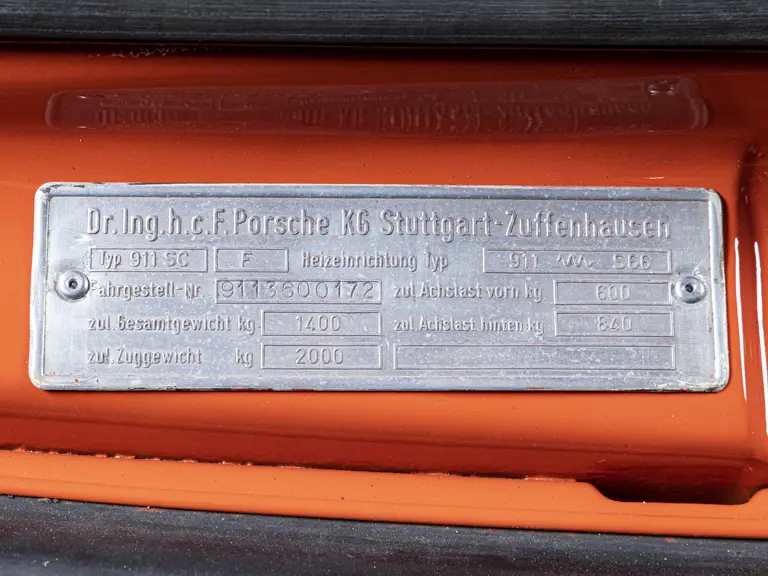 Dr. Ing. h. c. F. Porsche KG Stuttgart-Zuffenhausen
Typ 911 SC F Heizeinrichtung Typ 911 S66
Fahrgestell-Nr. 9113600172 zul. Achslast vorn kg 600
zul. Gesamtgewicht kg 1400 zul. Achslast hinten kg 840
zul. Zuggewicht kg 2000